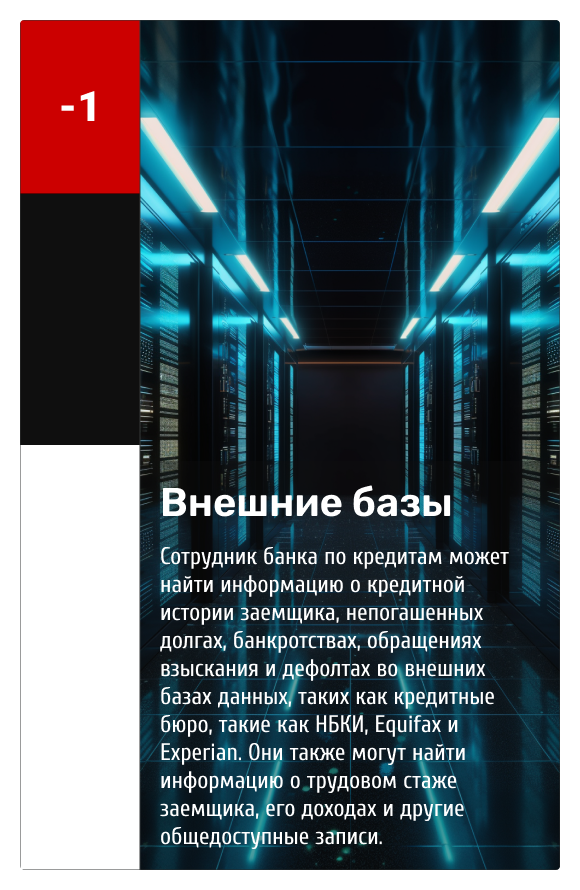 -1
Внешние базы
Сотрудник банка по кредитам может
найти информацию о кредитной
истории заемщика, непогашенных
долгах, банкротствах, обращениях
взыскания и дефолтах во внешних
базах данных, таких как кредитные
бюро, такие как НБКИ, Equifax и
Experian. Они также могут найти
информацию о трудовом стаже
заемщика, его доходах и другие
общедоступные записи.